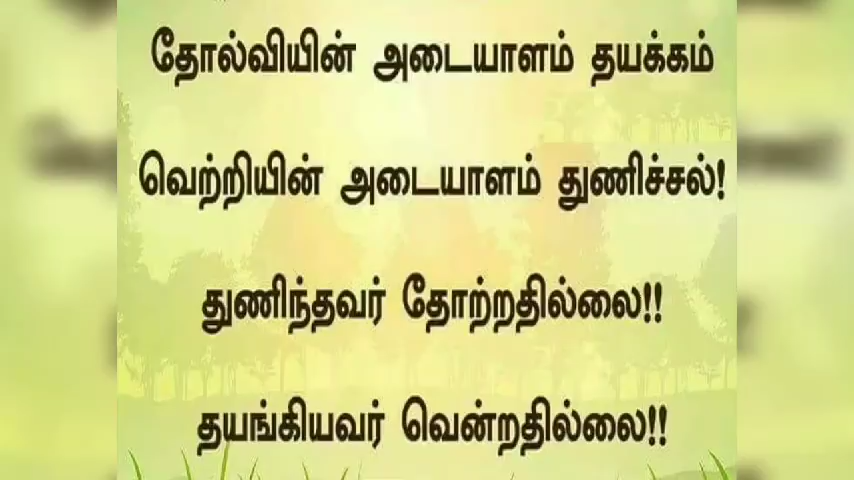 தோல்வியின் அடையாளம் தயக்கம்
வெற்றியின் அடையாளம் துணிச்சல்!
துணிந்தவர் தோற்றதில்லை!!
தயங்கியவர் வென்றதில்லை!!